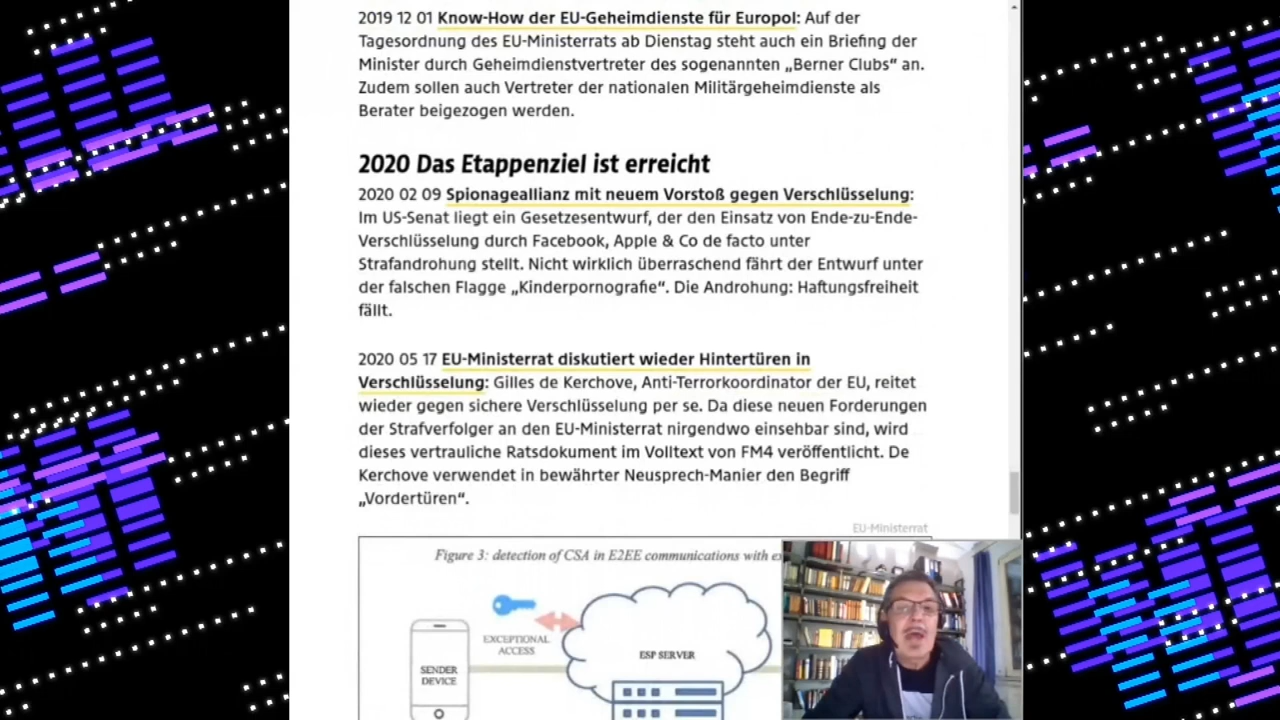 2019 12 01 Know-How der EU-Geheimdienste für Europol: Auf der
Tagesordnung des EU-Ministerrats ab Dienstag steht auch ein Briefing der
Minister durch Geheimdienstvertreter des sogenannten „Berner Clubs“ an.
Zudem sollen auch Vertreter der nationalen Militärgeheimdienste als
Berater beigezogen werden.
2020 Das Etappenziel ist erreicht
2020 02 09 Spionageallianz mit neuem Vorstoß gegen Verschlüsselung:
Im US-Senat liegt ein Gesetzesentwurf, der den Einsatz von Ende-zu-Ende-
Verschlüsselung durch Facebook, Apple & Co de facto unter
Strafandrohung stellt. Nicht wirklich überraschend fährt der Entwurf unter
der falschen Flagge „Kinderpornografie“. Die Androhung: Haftungsfreiheit
fällt.
2020 05 17 EU-Ministerrat diskutiert wieder Hintertüren in
Verschlüsselung: Gilles de Kerchove, Anti-Terrorkoordinator der EU, reitet
wieder gegen sichere Verschlüsselung per se. Da diese neuen Forderungen
der Strafverfolger an den EU-Ministerrat nirgendwo einsehbar sind, wird
dieses vertrauliche Ratsdokument im Volltext von FM4 veröffentlicht. De
Kerchove verwendet in bewährter Neusprech-Manier den Begriff
„Vordertüren“.
EU-Ministerrat
Figure 3: detection of CSA in E2EE communications with
EXCEPTIONAL
ACCESS
ESP SERVER
SENDER
DEVICE